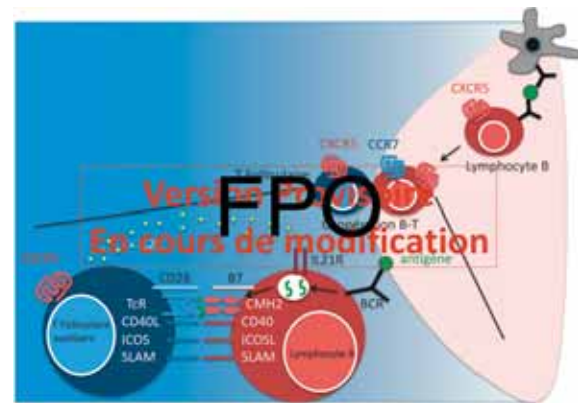 CXCR5
Lymphocyte B
CXCR5
CCR7
Version Provisoire
FPO
B-T
En cours de modification
IL21R
antigène
CXCR5
CD28
B7
BCR
TcR
CMH2
CD40L
CD40
T Folliculaire
auxiliaire
ICOS
ICOSL
Lymphocyte B
SLAM
SLAM